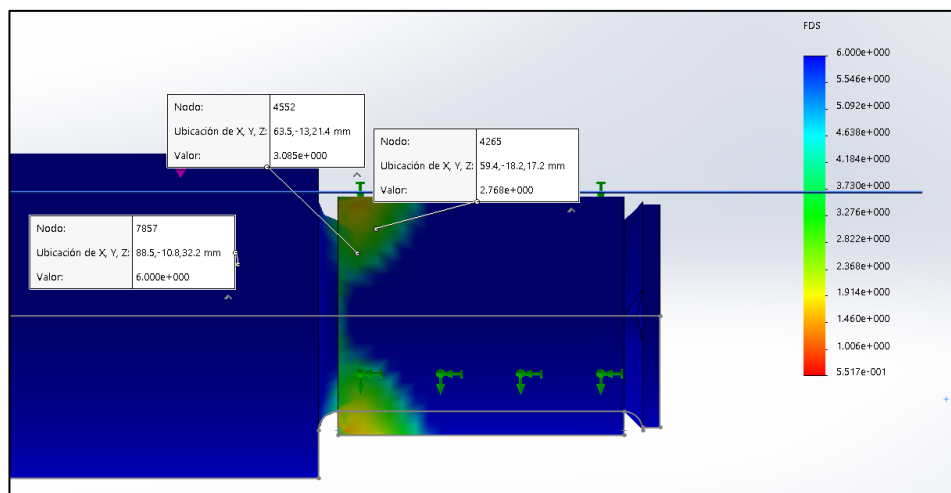 FDS
6.000e+000
5.546e+000
5.092e+000
4.638e+000
4.184e+000
3.730e+000
3.276e+000
2.822e+000
2.368e+000
1.914e+000
1.460e+000
1.006e+000
5.517e-001
Nodo: 4552
Ubicación de X, Y, Z: 63.5,-13,21.4 mm
Valor: 3.085e+000
Nodo: 4265
Ubicación de X, Y, Z: 59.4,-18.2,17.2 mm
Valor: 2.768e+000
Nodo: 7857
Ubicación de X, Y, Z: 88.5,-10.8,32.2 mm
Valor: 6.000e+000